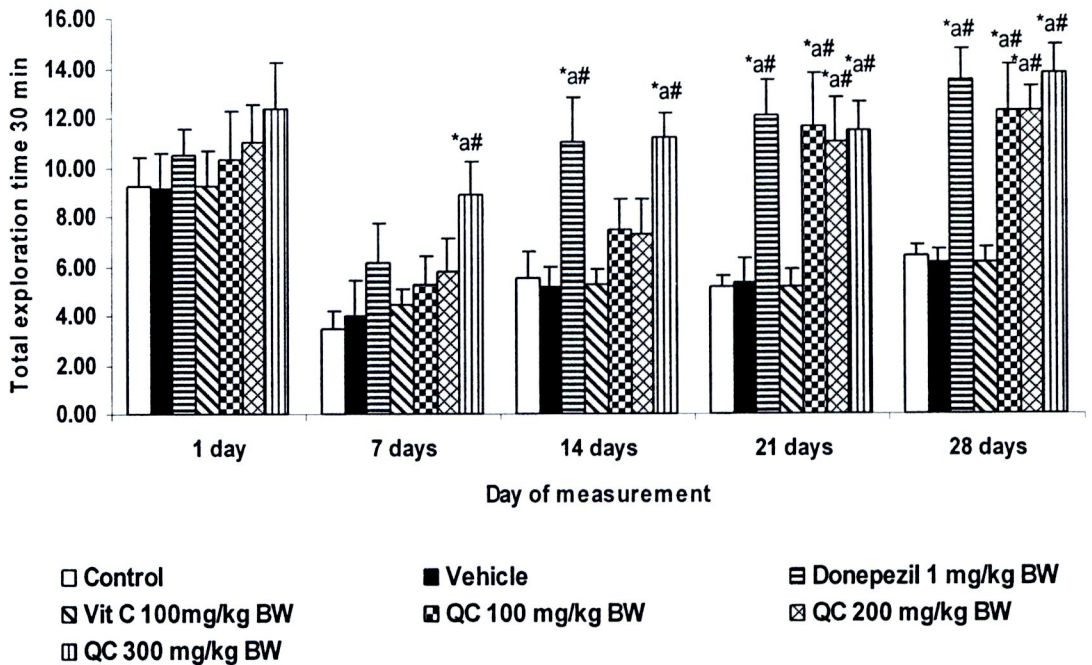 Total exploration time 30 min
16.00
14.00
12.00
10.00
8.00
6.00
4.00
2.00
0.00
*a#
*a#
*a#
*a#
*a#
*a#
*a#
*a#
*a#
*a#
*a#
1 day 7 days 14 days 21 days 28 days
Day of measurement
Control Vehicle Donepezil 1 mg/kg BW
Vit C 100mg/kg BW QC 100 mg/kg BW QC 200 mg/kg BW
QC 300 mg/kg BW